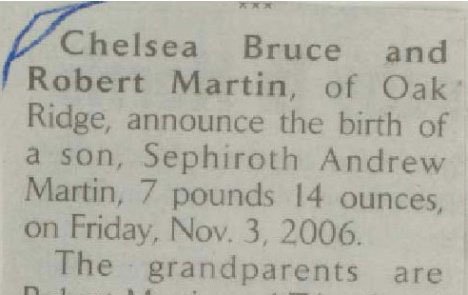 xxx
Chelsea Bruce and
Robert Martin, of Oak
Ridge, announce the birth of
a son, Sephiroth Andrew
Martin, 7 pounds 14 ounces,
on Friday, Nov. 3, 2006.
The grandparents are